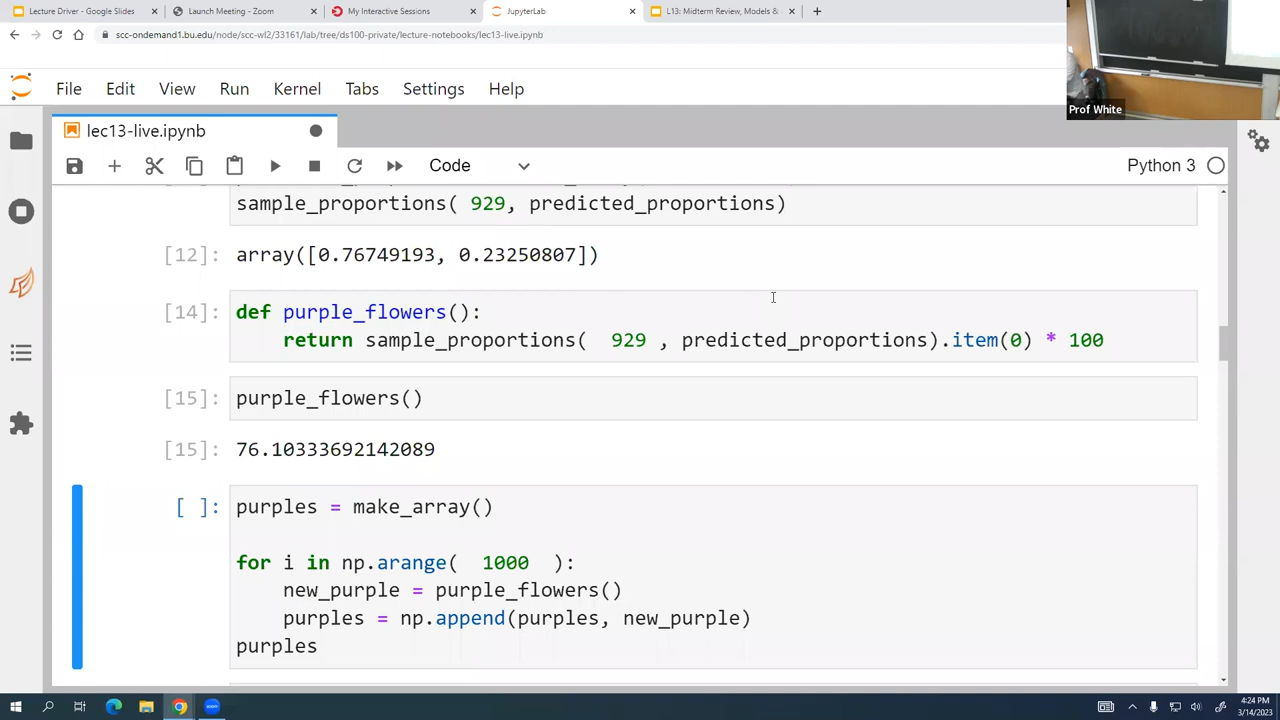 Lecture Driver - Google Slides
Launch Meeting - Zoom
My Interactive Sessions
JupyterLab
L13: Midterm Review, Models &
scc-ondemand1.bu.edu/node/scc-wl2/33161/lab/tree/ds100-private/lecture-notebooks/lec13-live.ipynb
Prof White
File Edit View Run Kernel Tabs Settings Help
lec13-live.ipynb
Code
Python 3
sample_proportions( 929, predicted_proportions)
[12]: array([0.76749193, 0.23250807])
[14]: def purple_flowers():
return sample_proportions(  929 , predicted_proportions).item(0) * 100
[15]: purple_flowers()
[15]: 76.10333692142089
[ ]: purples = make_array()
for i in np.arange(  1000  ):
new_purple = purple_flowers()
purples = np.append(purples, new_purple)
purples
4:24 PM
3/14/2023